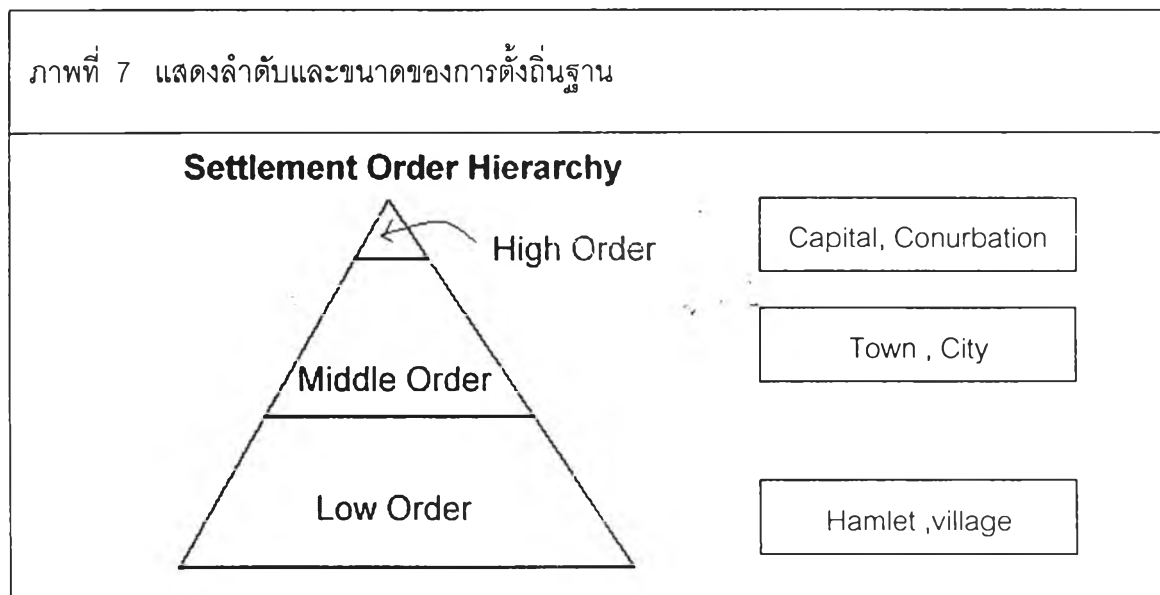 ภาพที่ 7 แสดงลำดับและขนาดของการตั้งถิ่นฐาน
Settlement Order Hierarchy
High Order
Capital, Conurbation
Town , City
Middle Order
Low Order
Hamlet ,village